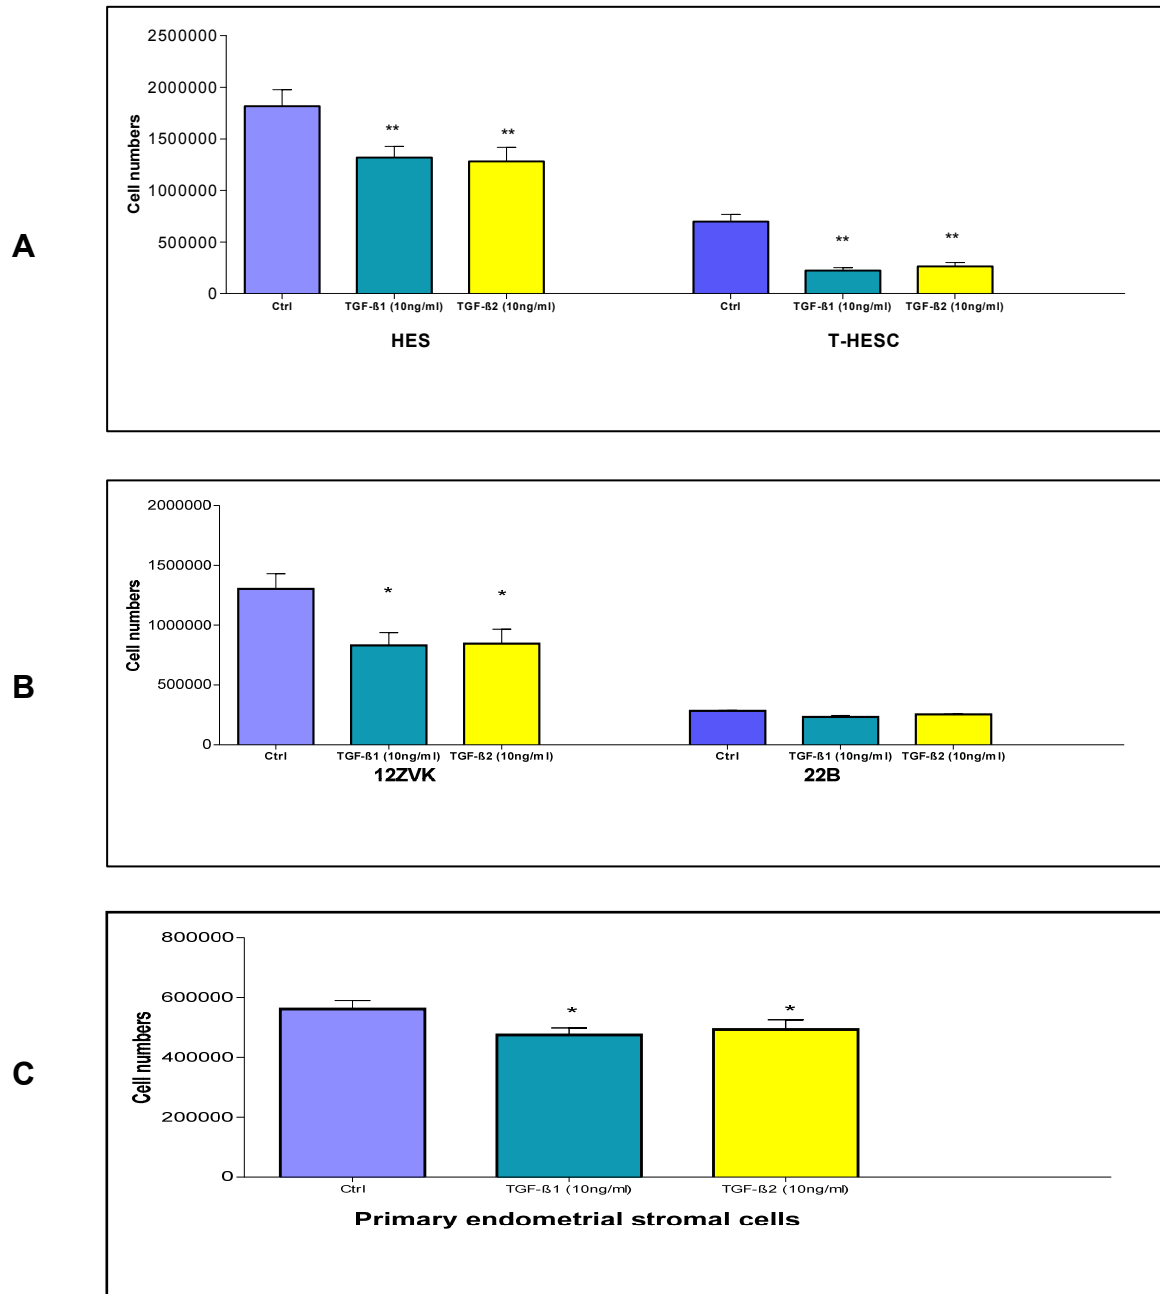 A
Cell numbers
2500000
2000000
1500000
1000000
500000
0
**
**
**
**
Ctrl
TGF-ß1 (10ng/ml)
TGF-ß2 (10ng/ml)
Ctrl
TGF-ß1 (10ng/ml)
TGF-ß2 (10ng/ml)
HES
T-HESC
B
Cell numbers
2000000
1500000
1000000
500000
0
*
*
Ctrl
TGF-ß1 (10ng/ml)
TGF-ß2 (10ng/ml)
Ctrl
TGF-ß1 (10ng/ml)
TGF-ß2 (10ng/ml)
12ZVK
22B
C
Cell numbers
800000
600000
400000
200000
0
*
*
Ctrl
TGF-ß1 (10ng/ml)
TGF-ß2 (10ng/ml)
Primary endometrial stromal cells